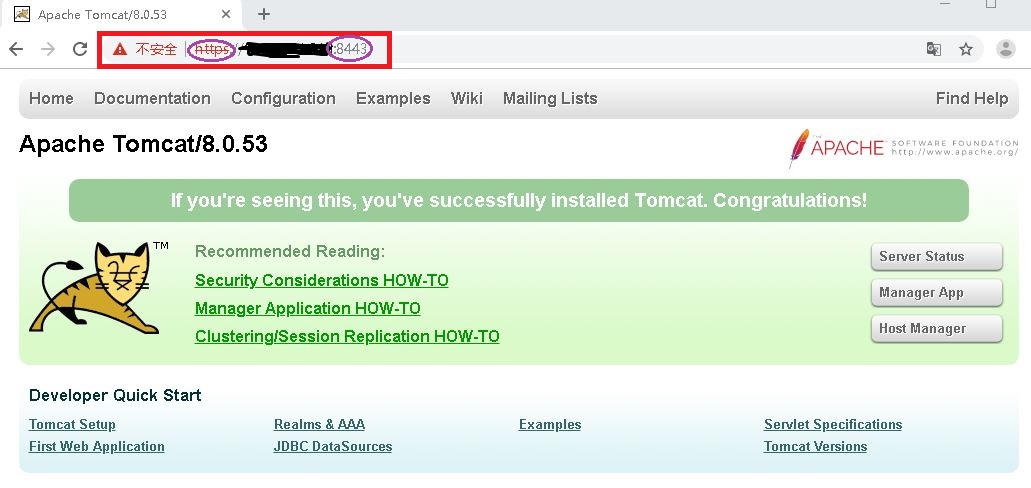 Apache Tomcat/8.0.53
不安全 https:/ :8443
Home Documentation Configuration Examples Wiki Mailing Lists Find Help
Apache Tomcat/8.0.53
THE APACHE SOFTWARE FOUNDATION
http://www.apache.org/
If you're seeing this, you've successfully installed Tomcat. Congratulations!
TM
Recommended Reading:
Security Considerations HOW-TO
Manager Application HOW-TO
Clustering/Session Replication HOW-TO
Server Status
Manager App
Host Manager
Developer Quick Start
Tomcat Setup
First Web Application
Realms & AAA
JDBC DataSources
Examples
Servlet Specifications
Tomcat Versions